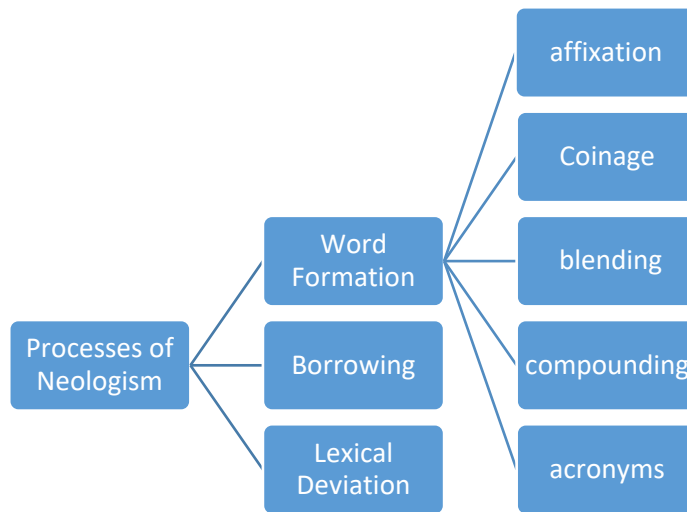 Processes of
Neologism
Word
Formation
Borrowing
Lexical
Deviation
affixation
Coinage
blending
compounding
acronyms